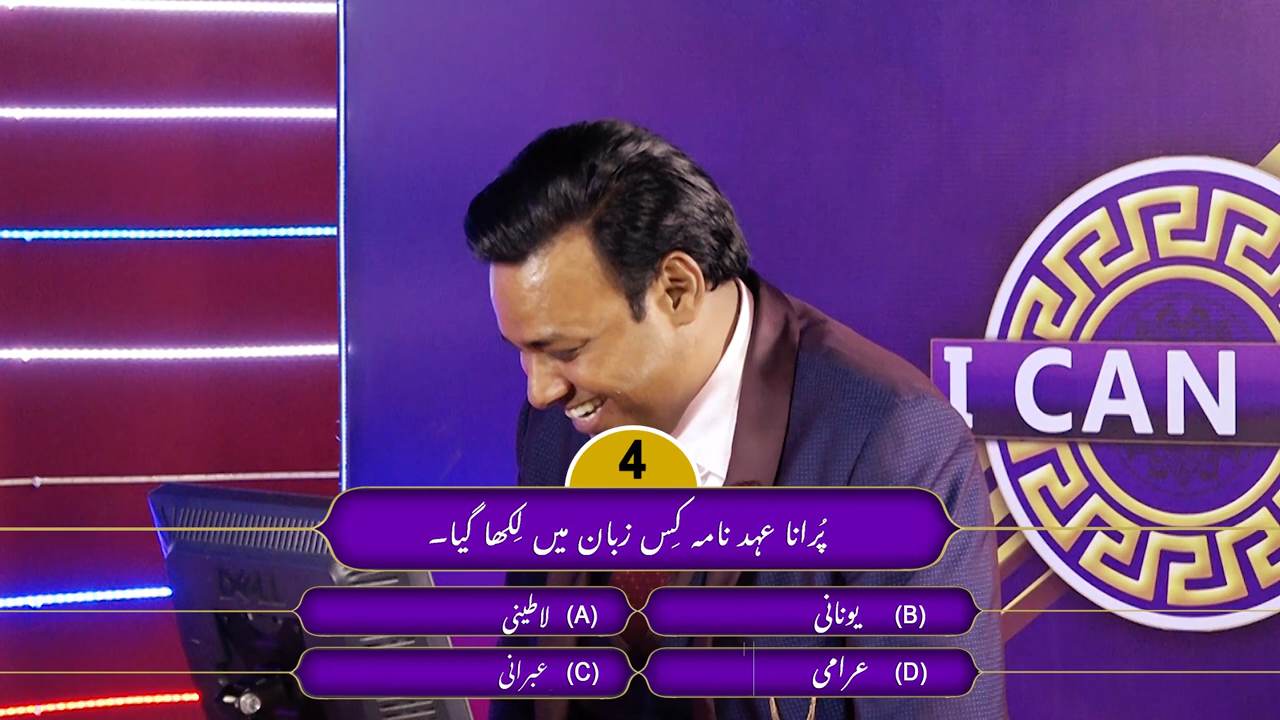 I CAN
4
پُرانا عہد نامہ کِس زبان میں لِکھا گیا۔
(A) لاطینی
(B) یونانی
(C) عبرانی
(D) عرامی
DELL